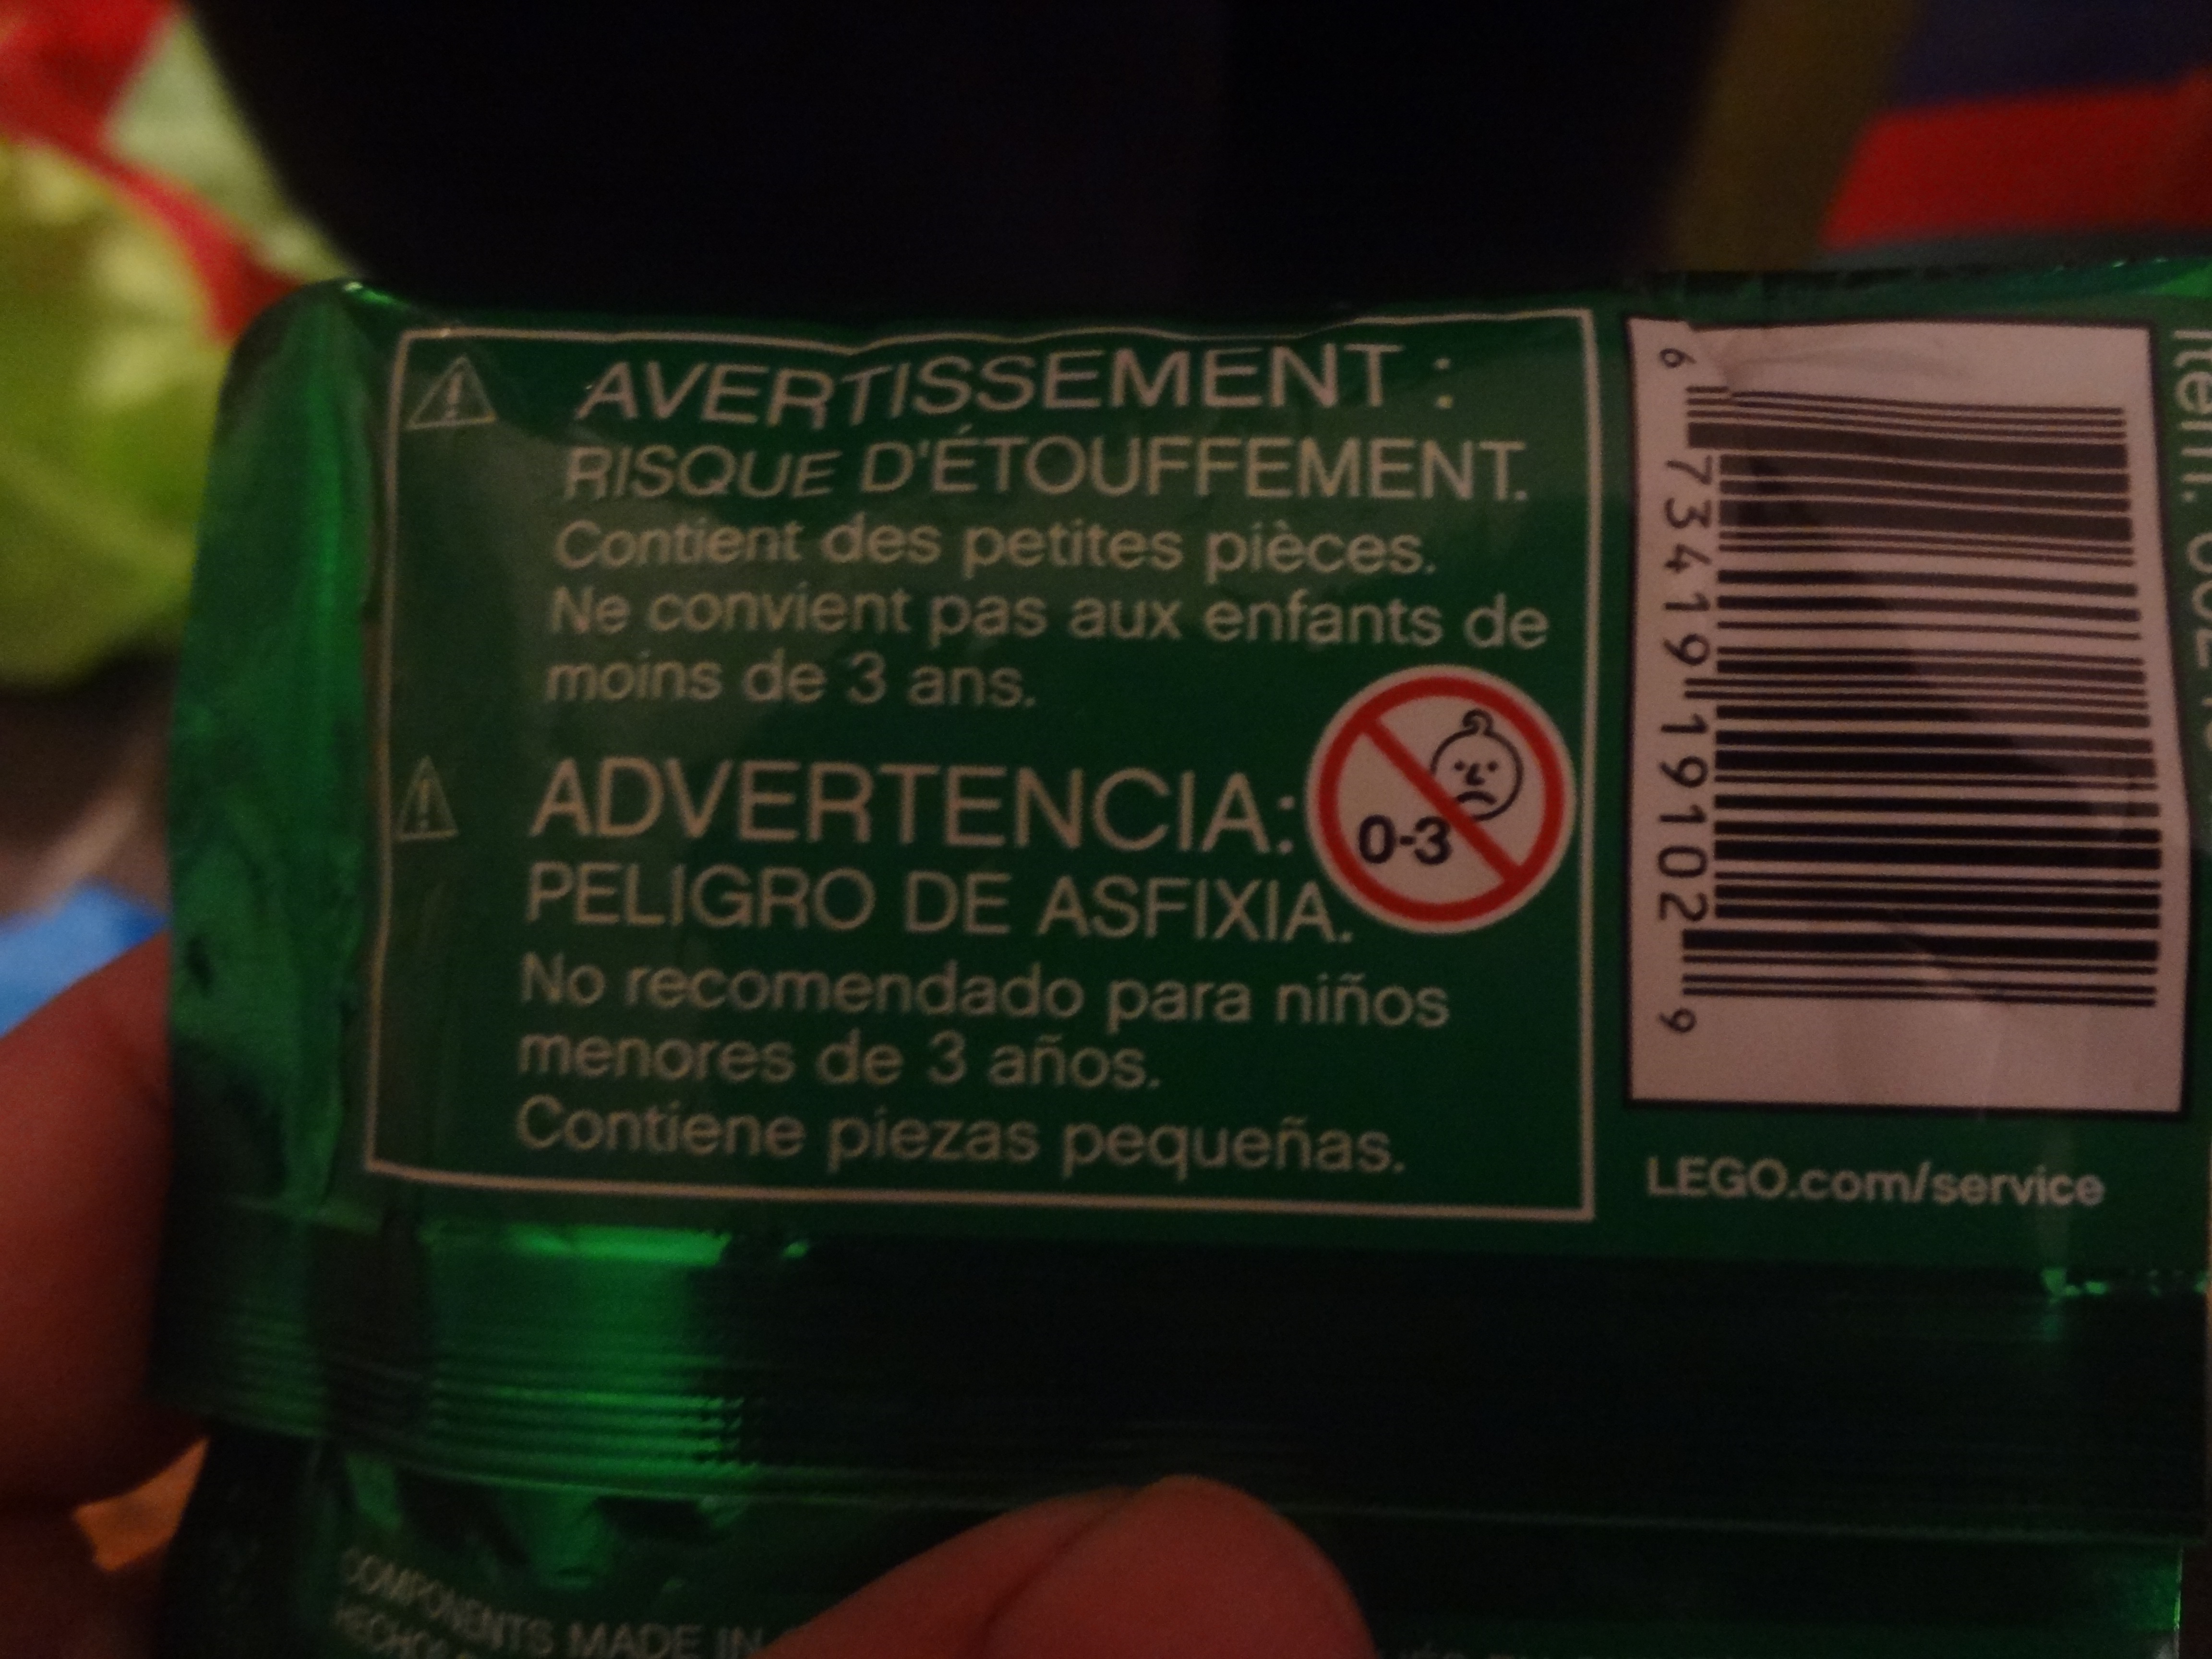 AVERTISSEMENT :
RISQUE D'ÉTOUFFEMENT.
Contient des petites pièces.
Ne convient pas aux enfants de
moins de 3 ans.
ADVERTENCIA:
0-3
PELIGRO DE ASFIXIA.
No recomendado para niños
menores de 3 años.
Contiene piezas pequeñas.
6 73419 19102 9
LEGO.com/service
Item:
COMPONENTS MADE IN